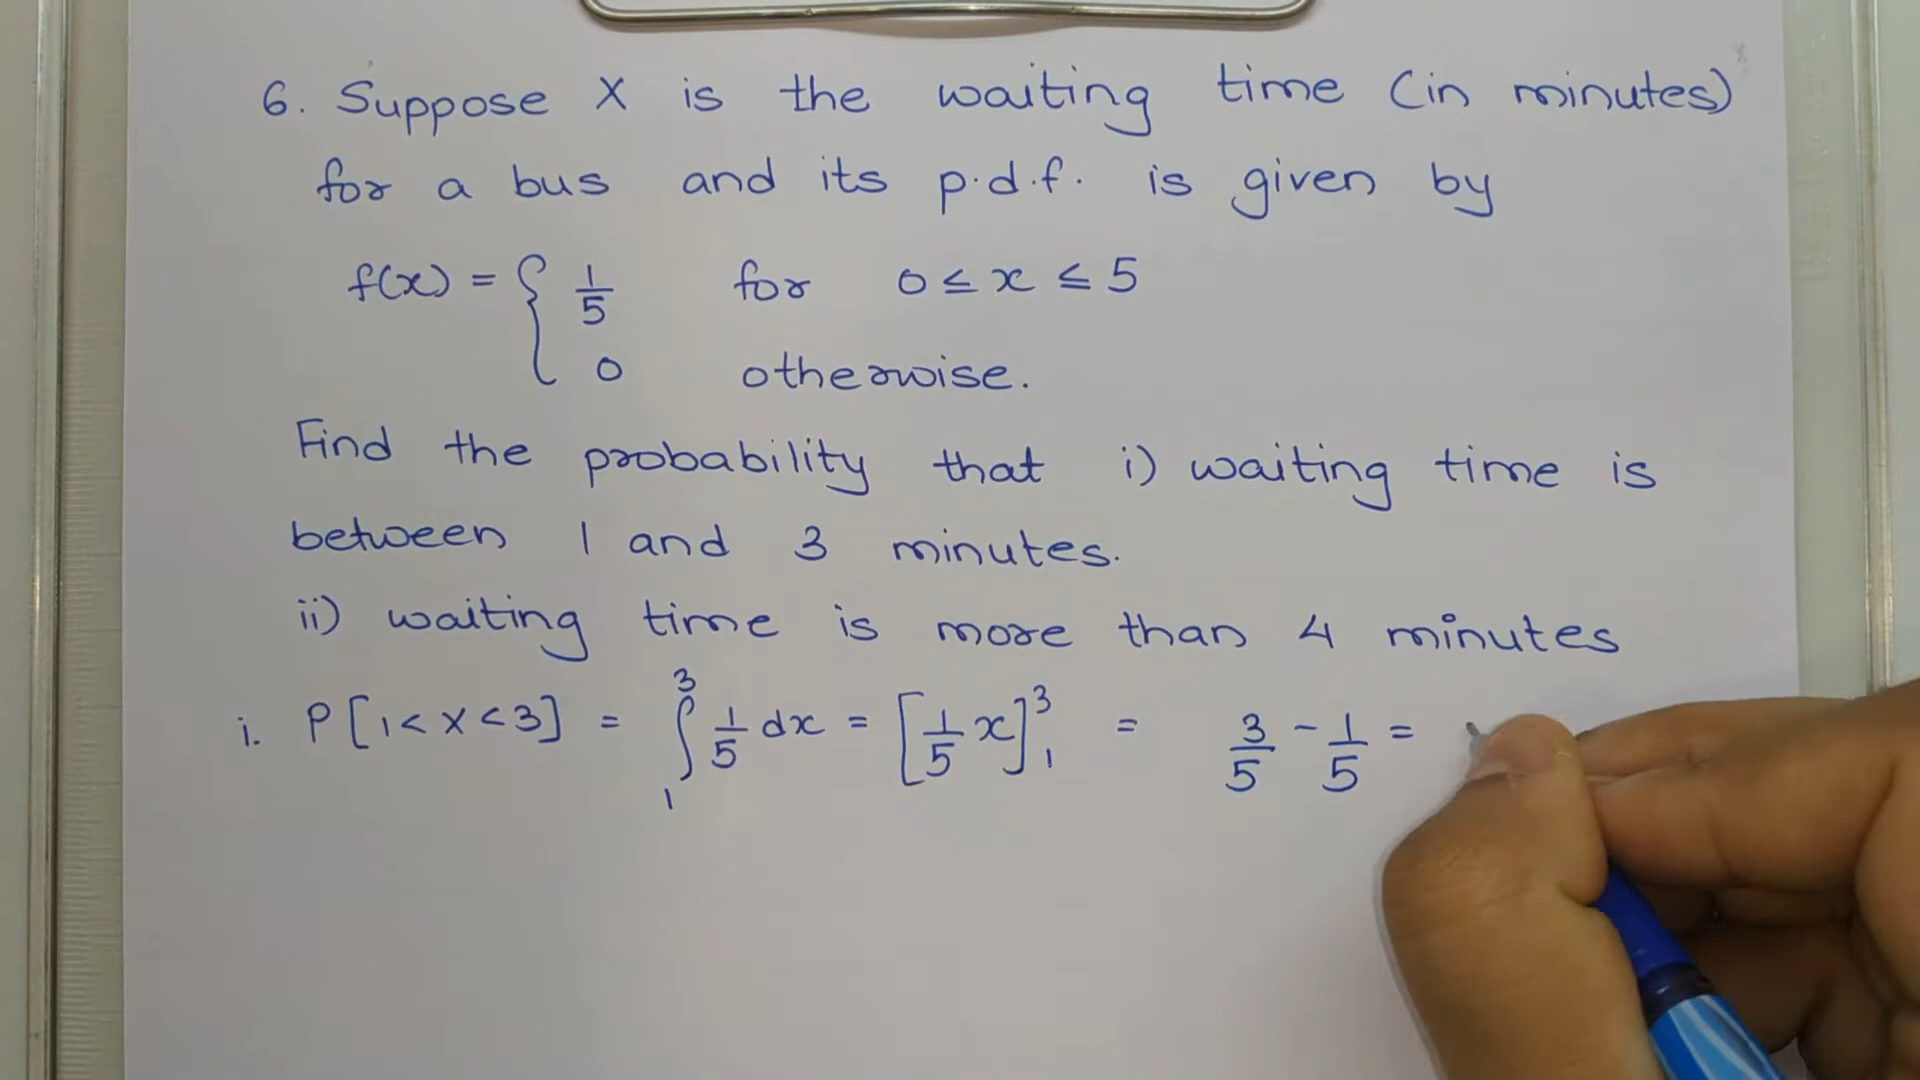 6. Suppose X is the waiting time (in minutes)
for a bus and its p.d.f. is given by
f(x) = { 1/5 for 0 ≤ x ≤ 5
0 otherwise.
Find the probability that i) waiting time is
between 1 and 3 minutes.
ii) waiting time is more than 4 minutes
i. P[1<X<3] = ∫₁³ 1/5 dx = [1/5 x]₁³ = 3/5 - 1/5 =